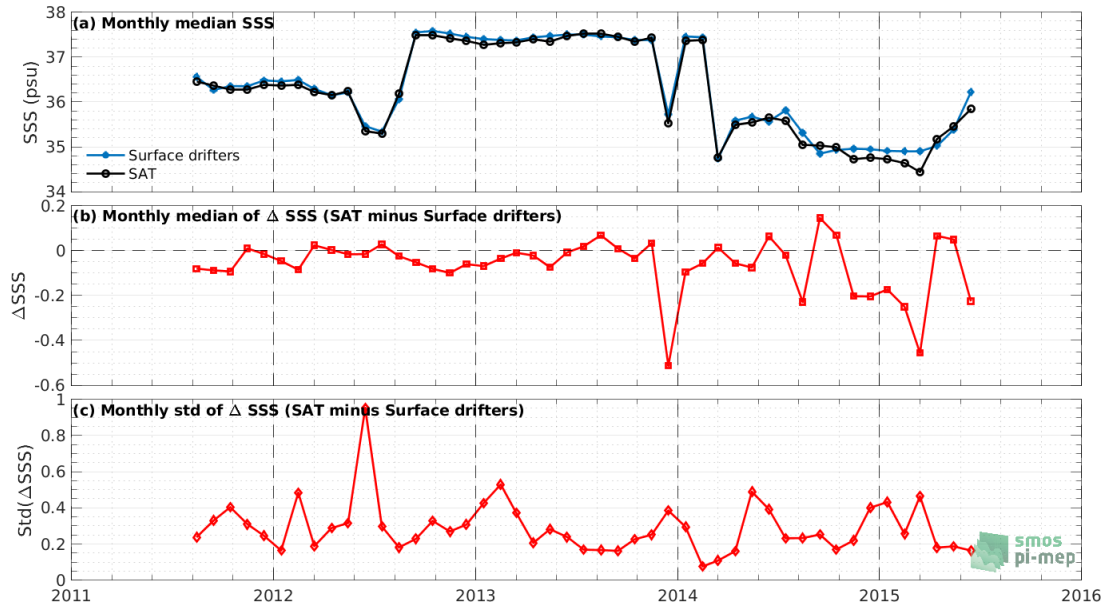 (a) Monthly median SSS
38
37
36
35
34
SSS (psu)
Surface drifters
SAT
(b) Monthly median of Δ SSS (SAT minus Surface drifters)
0.2
0
-0.2
-0.4
-0.6
ΔSSS
(c) Monthly std of Δ SSS (SAT minus Surface drifters)
1
0.8
0.6
0.4
0.2
0
Std(ΔSSS)
smos
pi-mep
2011 2012 2013 2014 2015 2016